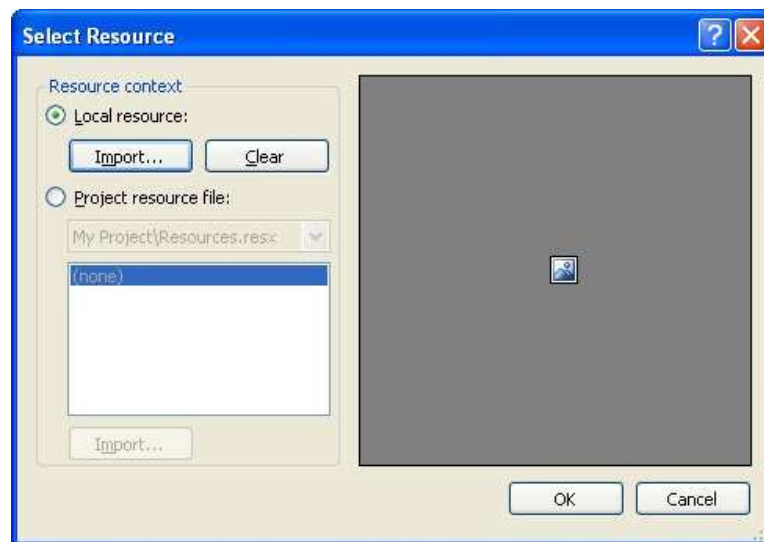 Select Resource
Resource context
Local resource:
Import...
Clear
Project resource file:
My Project\Resources.resx
(none)
Import...
OK
Cancel